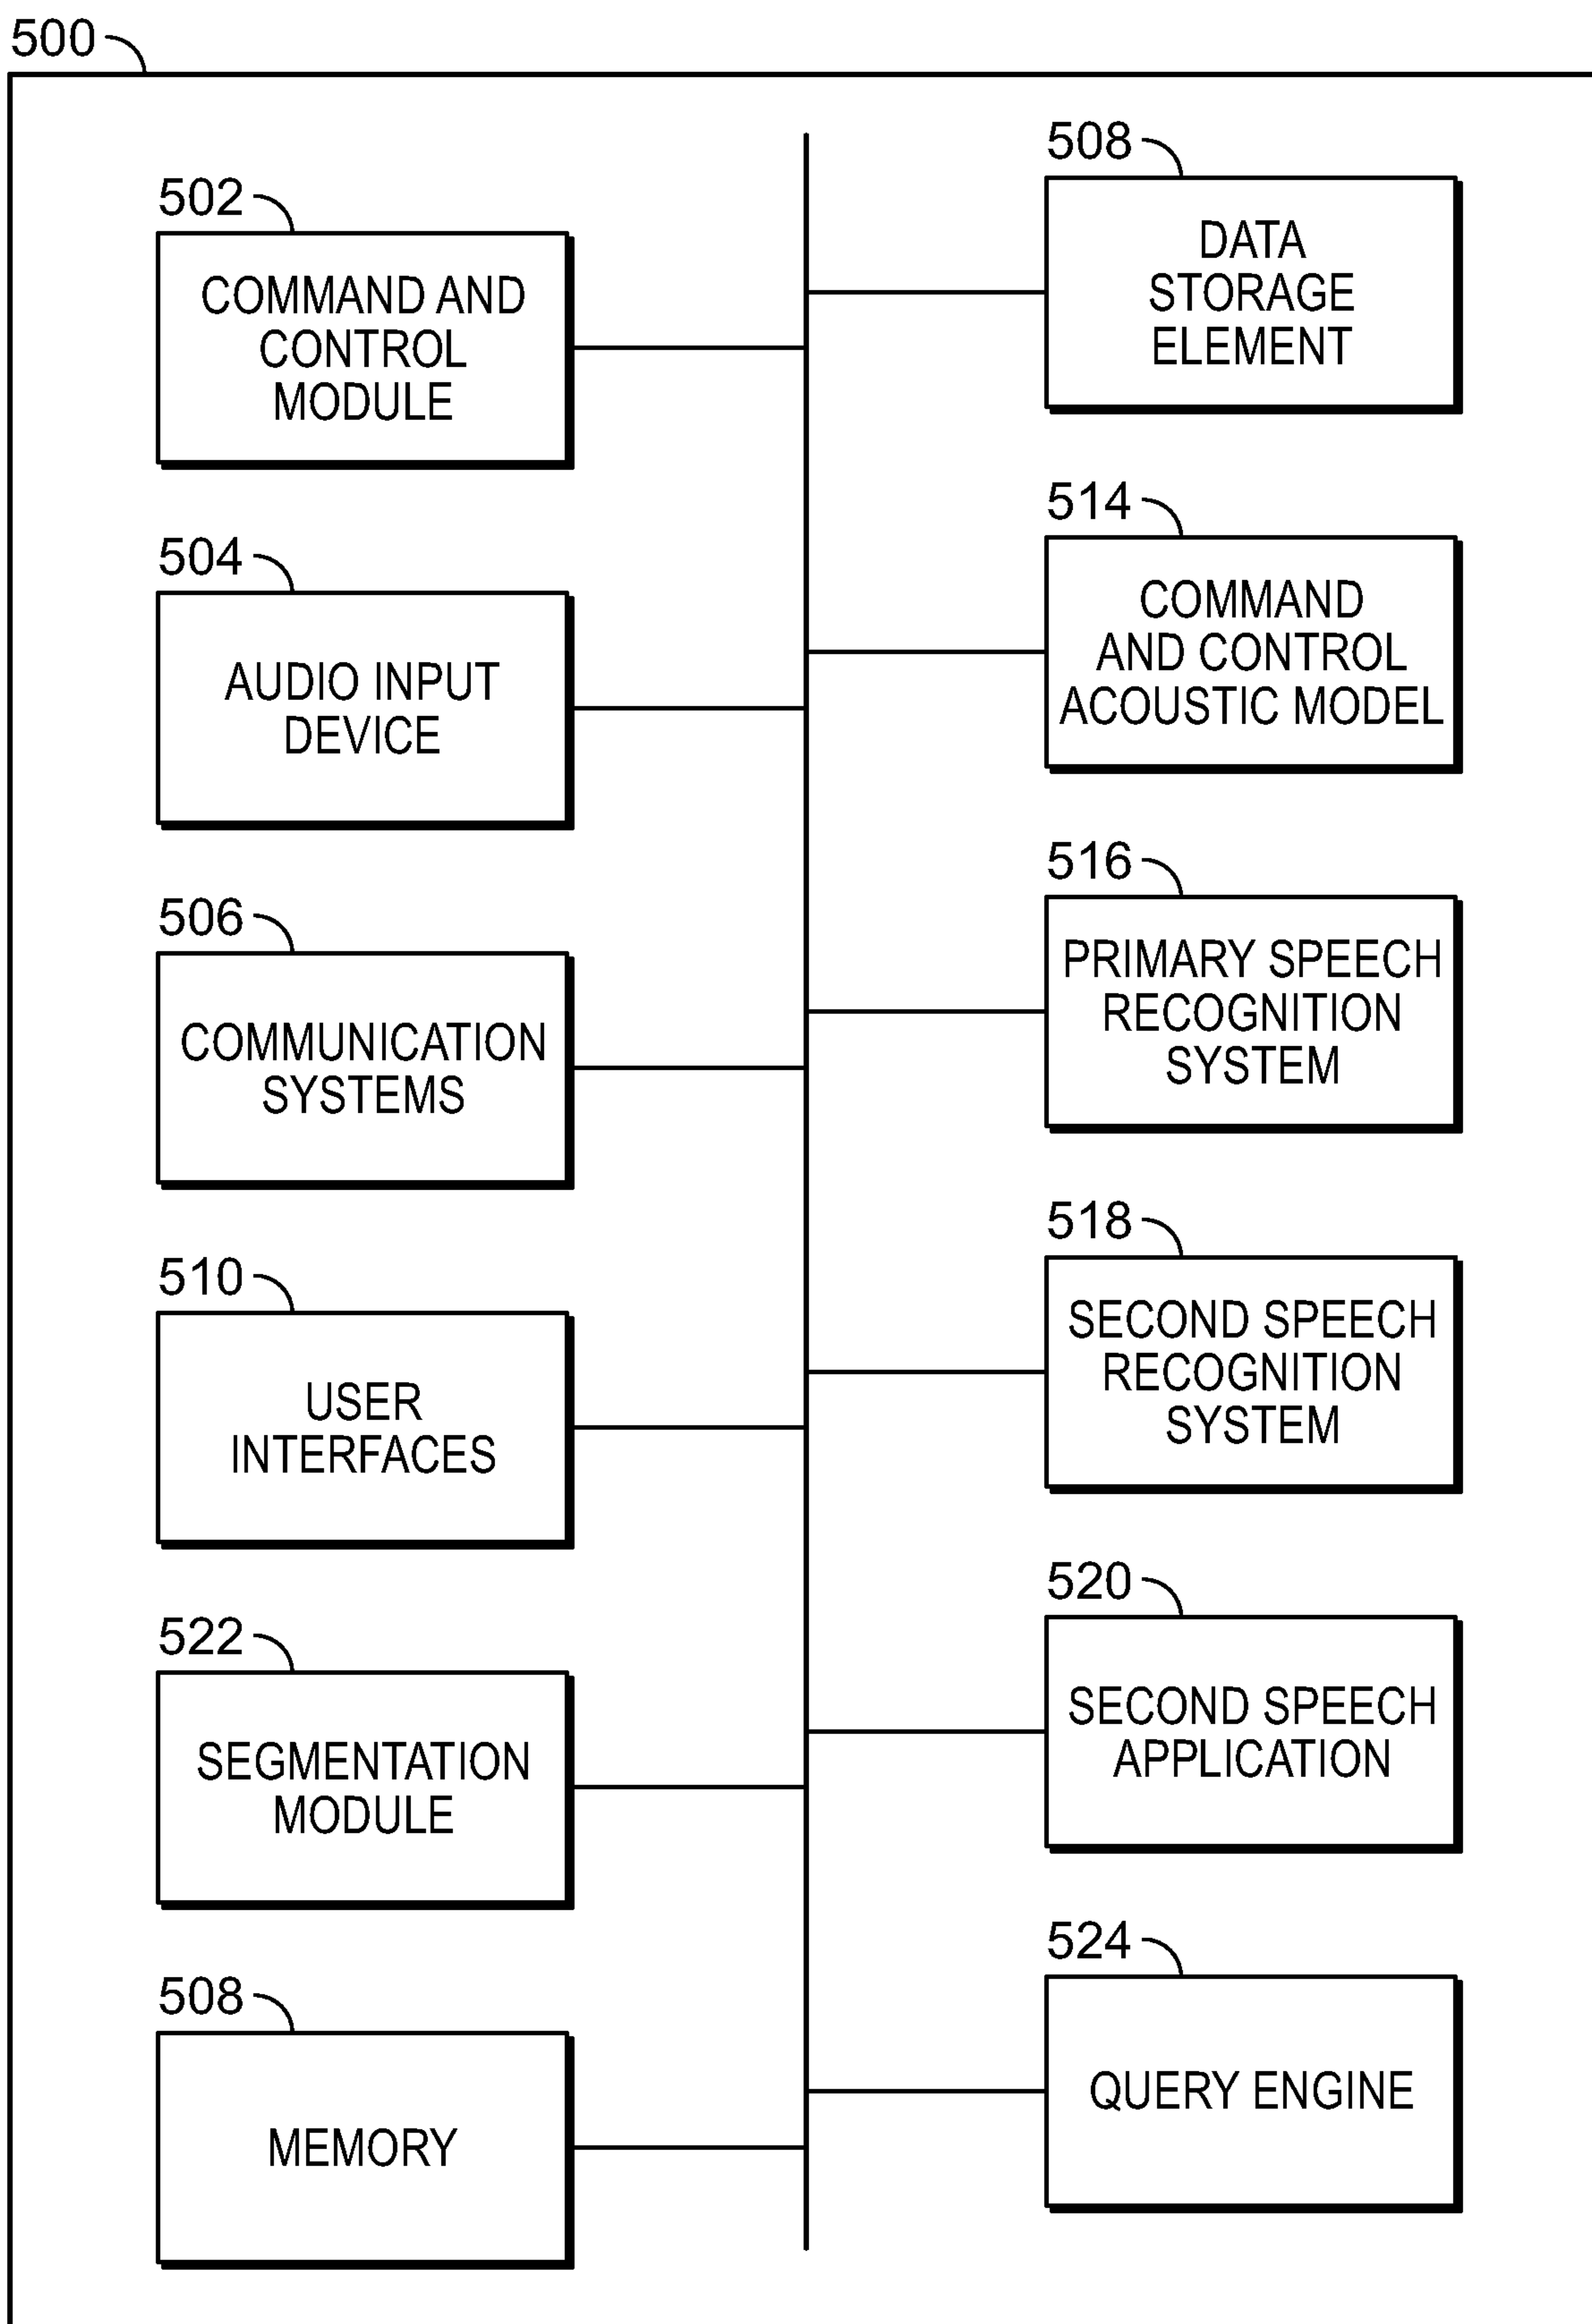 500
502
COMMAND AND
CONTROL
MODULE
504
AUDIO INPUT
DEVICE
506
COMMUNICATION
SYSTEMS
510
USER
INTERFACES
522
SEGMENTATION
MODULE
508
MEMORY
508
DATA
STORAGE
ELEMENT
514
COMMAND
AND CONTROL
ACOUSTIC MODEL
516
PRIMARY SPEECH
RECOGNITION
SYSTEM
518
SECOND SPEECH
RECOGNITION
SYSTEM
520
SECOND SPEECH
APPLICATION
524
QUERY ENGINE